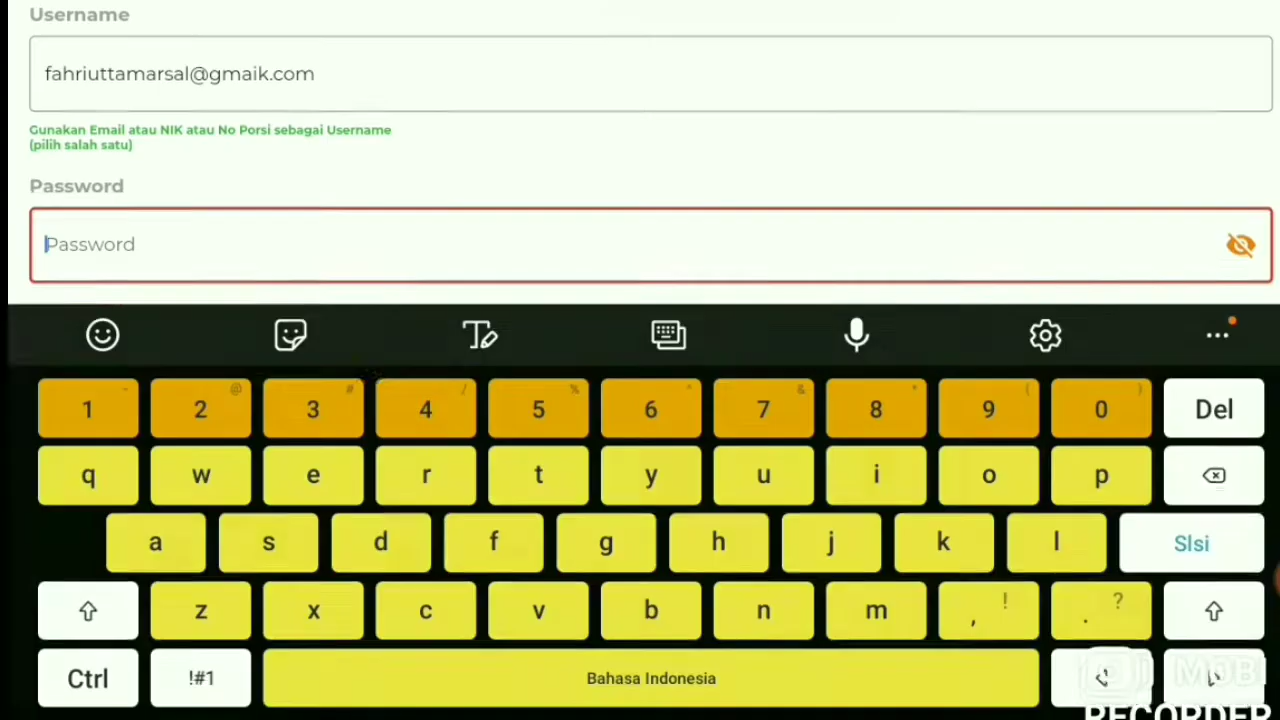 Username
fahriuttamarsal@gmaik.com
Gunakan Email atau NIK atau No Porsi sebagai Username
(pilih salah satu)
Password
Password
1 2 3 4 5 6 7 8 9 0 Del
q w e r t y u i o p
a s d f g h j k l Slsi
z x c v b n m , ! . ?
Ctrl !#1 Bahasa Indonesia
MOBI
RECORDER